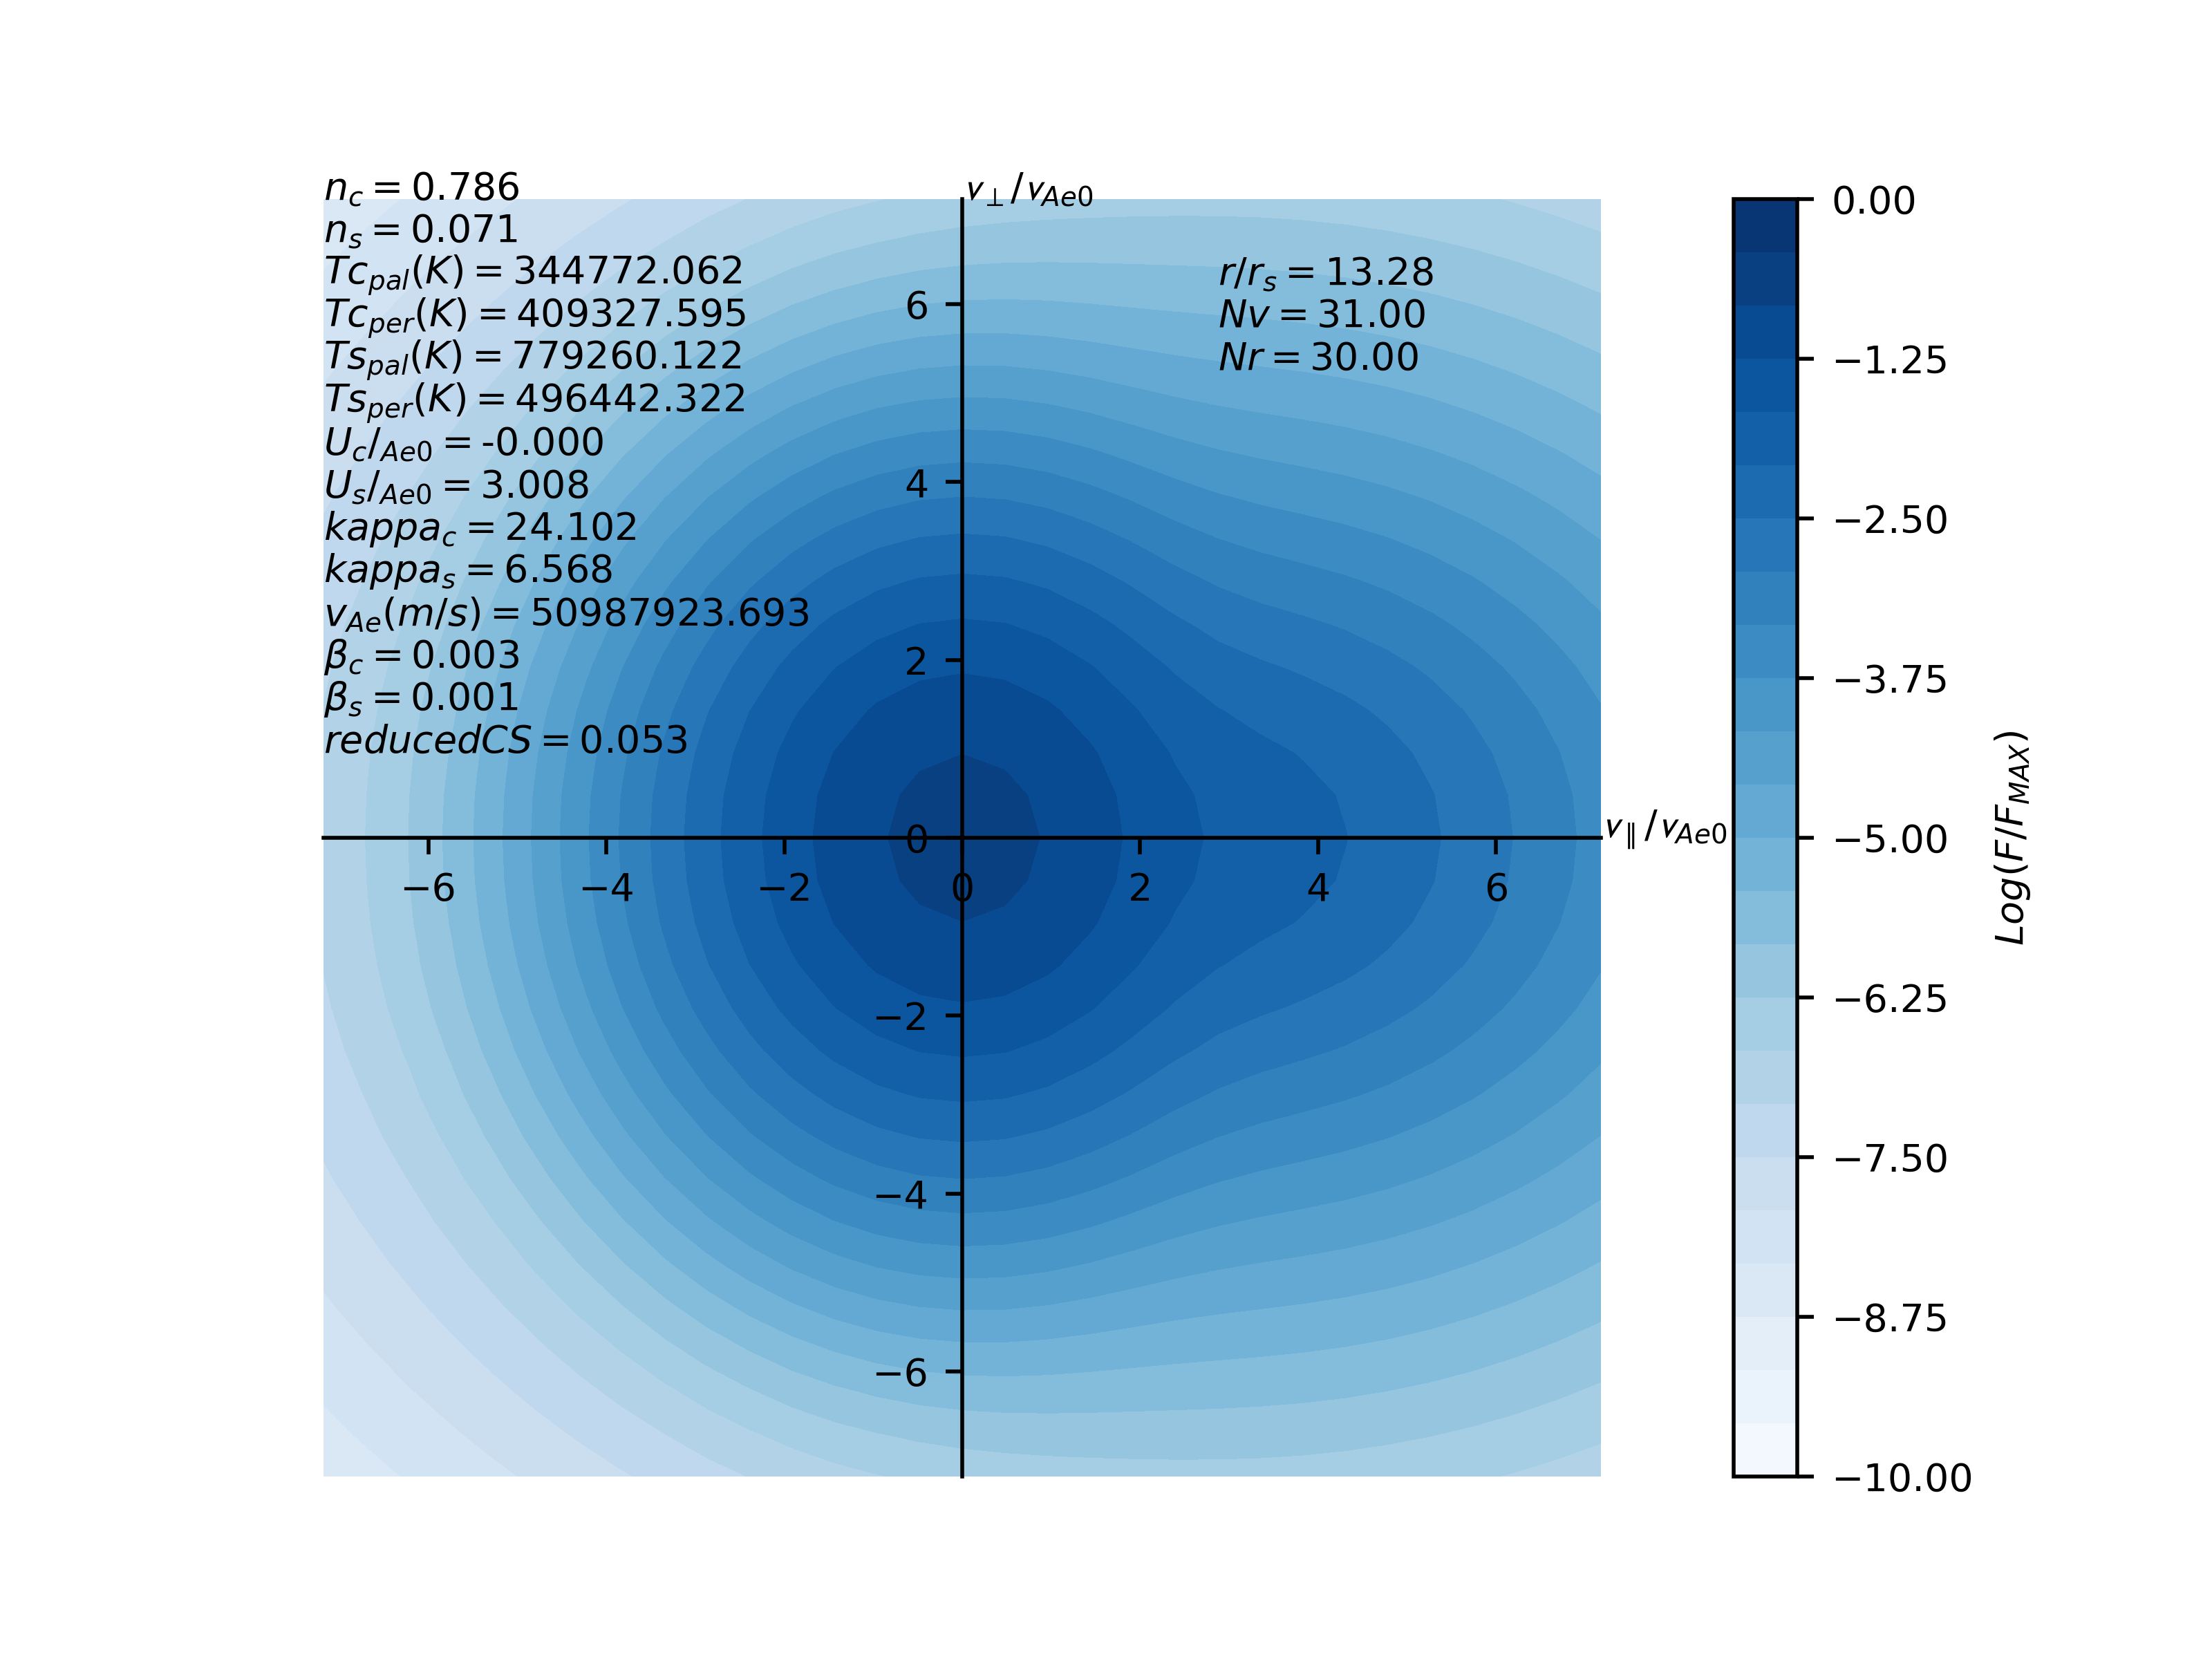 n_c = 0.786
n_s = 0.071
Tc_pal(K) = 344772.062
Tc_per(K) = 409327.595
Ts_pal(K) = 779260.122
Ts_per(K) = 496442.322
U_c/_Ae0 = -0.000
U_s/_Ae0 = 3.008
kappa_c = 24.102
kappa_s = 6.568
v_Ae(m/s) = 50987923.693
β_c = 0.003
β_s = 0.001
reducedCS = 0.053
v_⊥/v_Ae0
r/r_s = 13.28
Nv = 31.00
Nr = 30.00
6
4
2
0
−2
−4
−6
−6 −4 −2 0 2 4 6
v_∥/v_Ae0
0.00
−1.25
−2.50
−3.75
−5.00
−6.25
−7.50
−8.75
−10.00
Log(F/F_MAX)